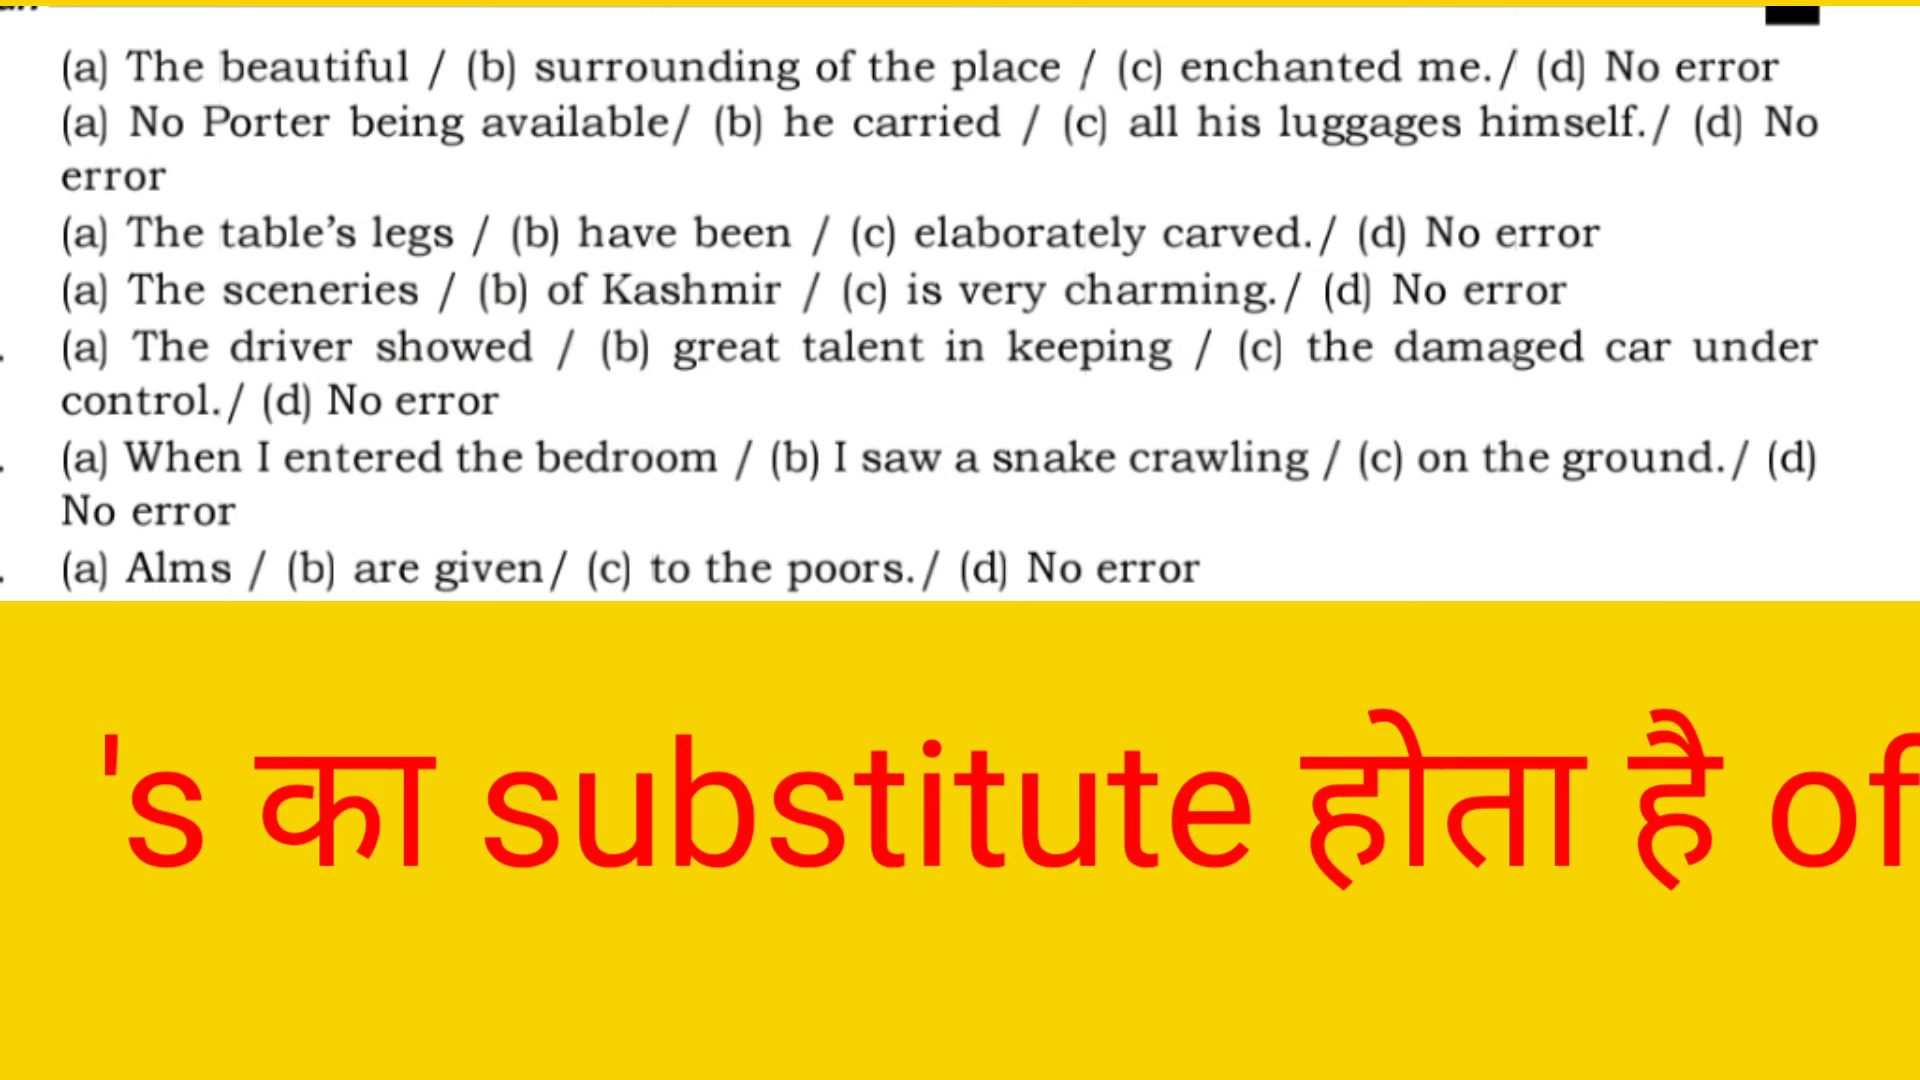 (a) The beautiful / (b) surrounding of the place / (c) enchanted me./ (d) No error
(a) No Porter being available/ (b) he carried / (c) all his luggages himself./ (d) No
error
(a) The table’s legs / (b) have been / (c) elaborately carved./ (d) No error
(a) The sceneries / (b) of Kashmir / (c) is very charming./ (d) No error
. (a) The driver showed / (b) great talent in keeping / (c) the damaged car under
control./ (d) No error
. (a) When I entered the bedroom / (b) I saw a snake crawling / (c) on the ground./ (d)
No error
. (a) Alms / (b) are given/ (c) to the poors./ (d) No error
's का substitute होता है of